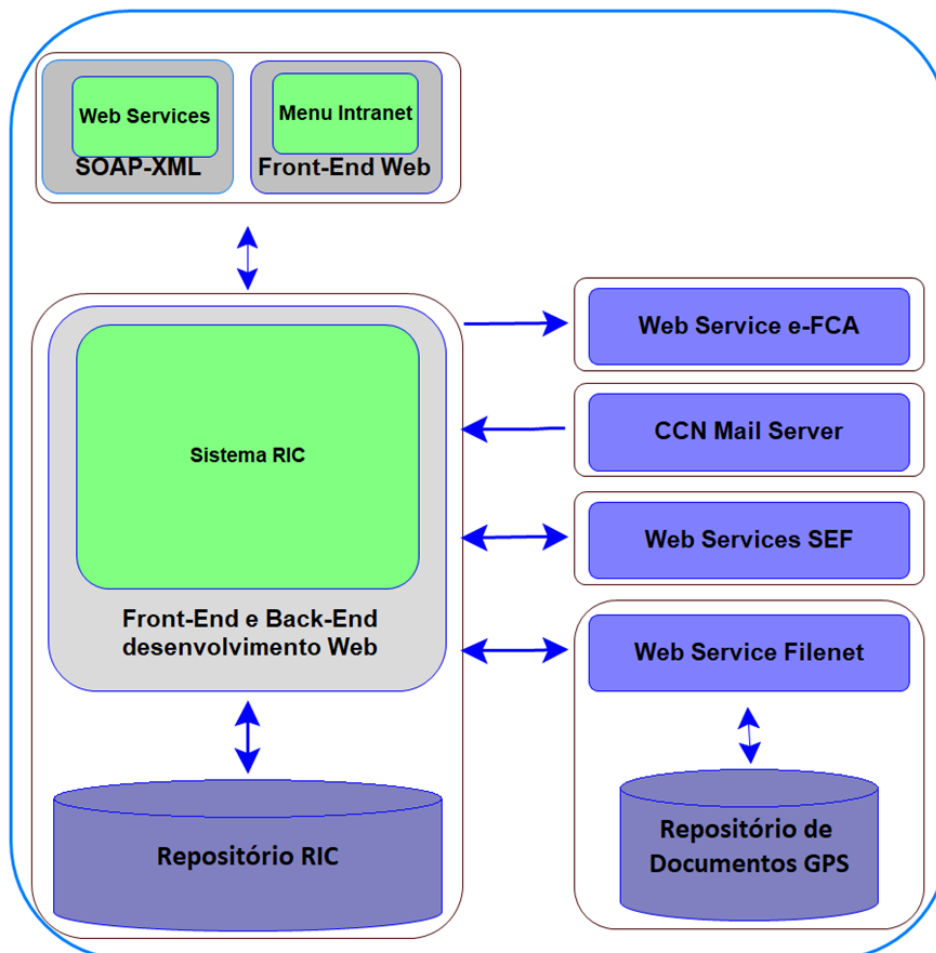 Web Services
SOAP-XML
Menu Intranet
Front-End Web
Sistema RIC
Front-End e Back-End
desenvolvimento Web
Repositório RIC
Web Service e-FCA
CCN Mail Server
Web Services SEF
Web Service Filenet
Repositório de
Documentos GPS